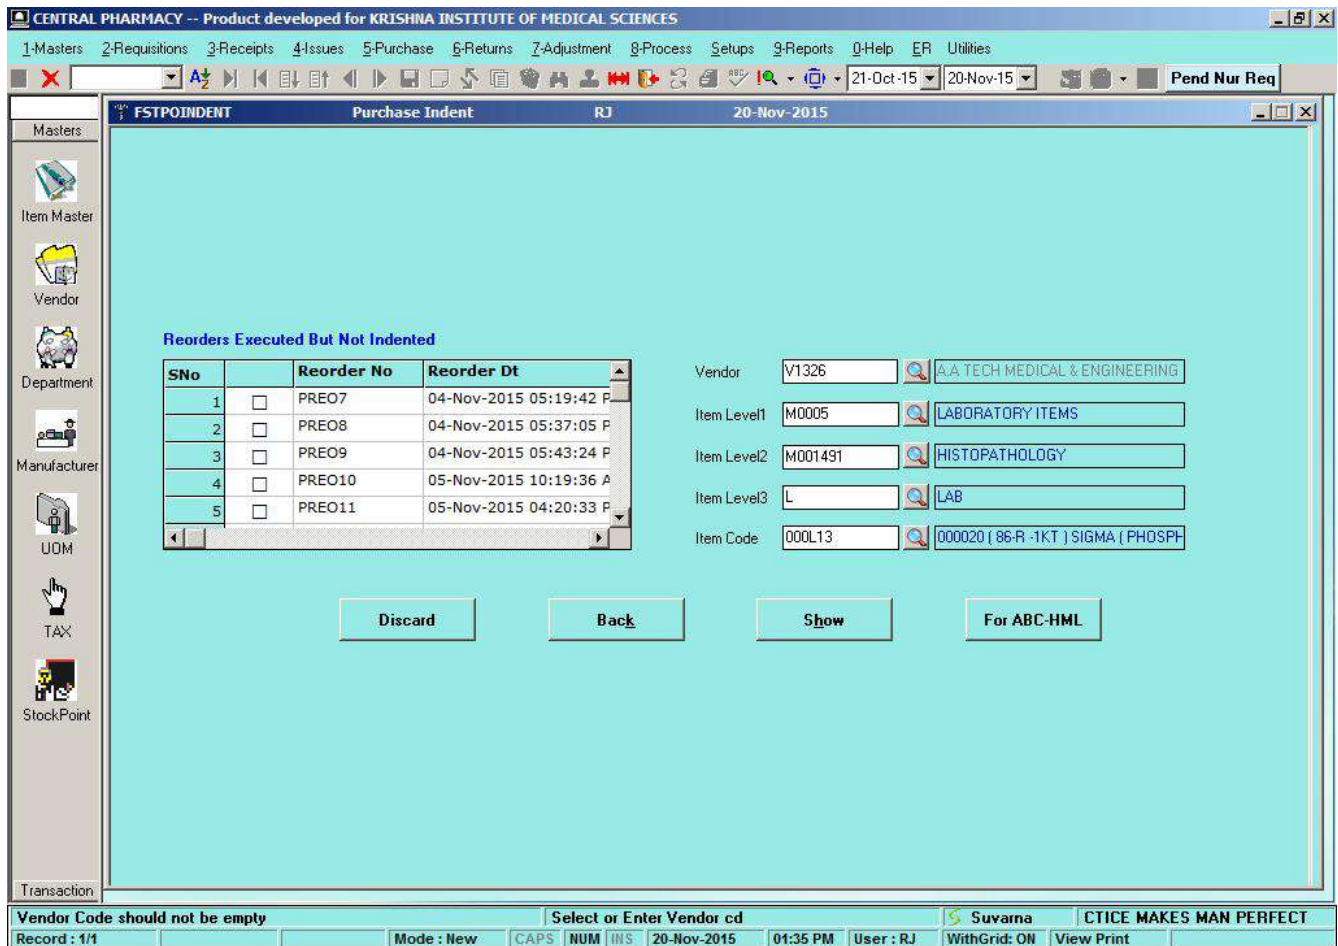 CENTRAL PHARMACY -- Product developed for KRISHNA INSTITUTE OF MEDICAL SCIENCES
1-Masters 2-Requisitions 3-Receipts 4-Issues 5-Purchase 6-Returns 7-Adjustment 8-Process Setups 9-Reports 0-Help ER Utilities
21-Oct-15 20-Nov-15 Pend Nur Req
FSTPOINDENT Purchase Indent RJ 20-Nov-2015
Masters
Item Master
Vendor
Department
Manufacturer
UOM
TAX
StockPoint
Transaction
Reorders Executed But Not Indented
SNo Reorder No Reorder Dt
1 PREO7 04-Nov-2015 05:19:42 P
2 PREO8 04-Nov-2015 05:37:05 P
3 PREO9 04-Nov-2015 05:43:24 P
4 PREO10 05-Nov-2015 10:19:36 A
5 PREO11 05-Nov-2015 04:20:33 P
Vendor V1326 A.A TECH MEDICAL & ENGINEERING
Item Level1 M0005 LABORATORY ITEMS
Item Level2 M001491 HISTOPATHOLOGY
Item Level3 L LAB
Item Code 000L13 000020 ( 86-R -1KT ) SIGMA ( PHOSPH
Discard Back Show For ABC-HML
Vendor Code should not be empty Select or Enter Vendor cd Suvarna CTICE MAKES MAN PERFECT
Record : 1/1 Mode : New CAPS NUM INS 20-Nov-2015 01:35 PM User : RJ WithGrid: ON View Print